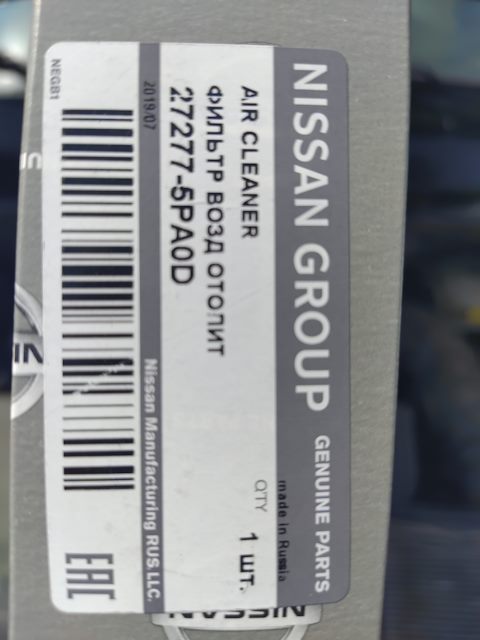 NISSAN GROUP GENUINE PARTS
made in Russia
AIR CLEANER QTY
ФИЛЬТР ВОЗД ОТОПИТ 1 ШТ.
27277-5PA0D
2019/07 Nissan Manufacturing RUS.LLC.
NEGB1 EAC
NISSAN